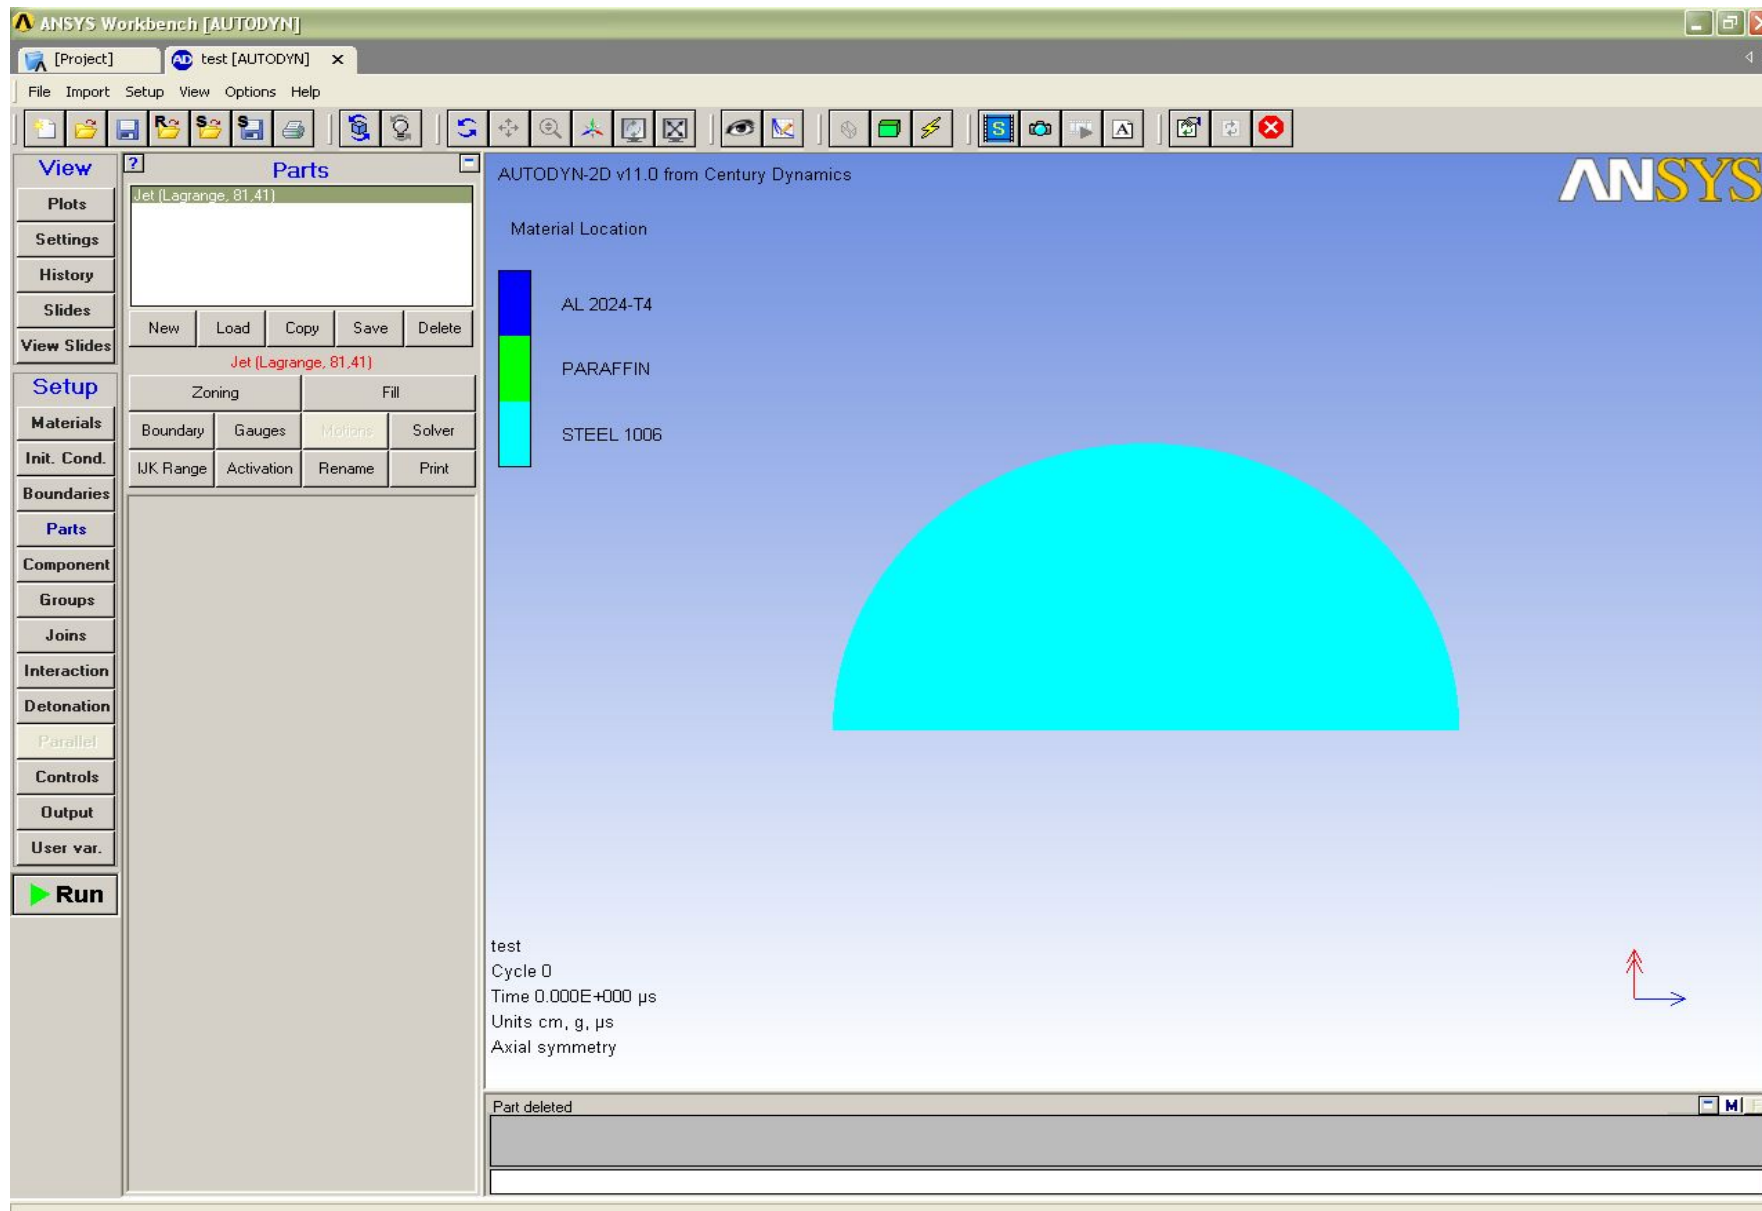 ANSYS Workbench [AUTODYN]
[Project]
AD test [AUTODYN] x
File Import Setup View Options Help
R S S S A
View
Plots
Settings
History
Slides
View Slides
Setup
Materials
Init. Cond.
Boundaries
Parts
Component
Groups
Joins
Interaction
Detonation
Parallel
Controls
Output
User var.
Run
? Parts
Jet (Lagrange, 81,41)
New Load Copy Save Delete
Jet (Lagrange, 81,41)
Zoning Fill
Boundary Gauges Motions Solver
IJK Range Activation Rename Print
AUTODYN-2D v11.0 from Century Dynamics
ANSYS
Material Location
AL 2024-T4
PARAFFIN
STEEL 1006
test
Cycle 0
Time 0.000E+000 µs
Units cm, g, µs
Axial symmetry
Part deleted
M